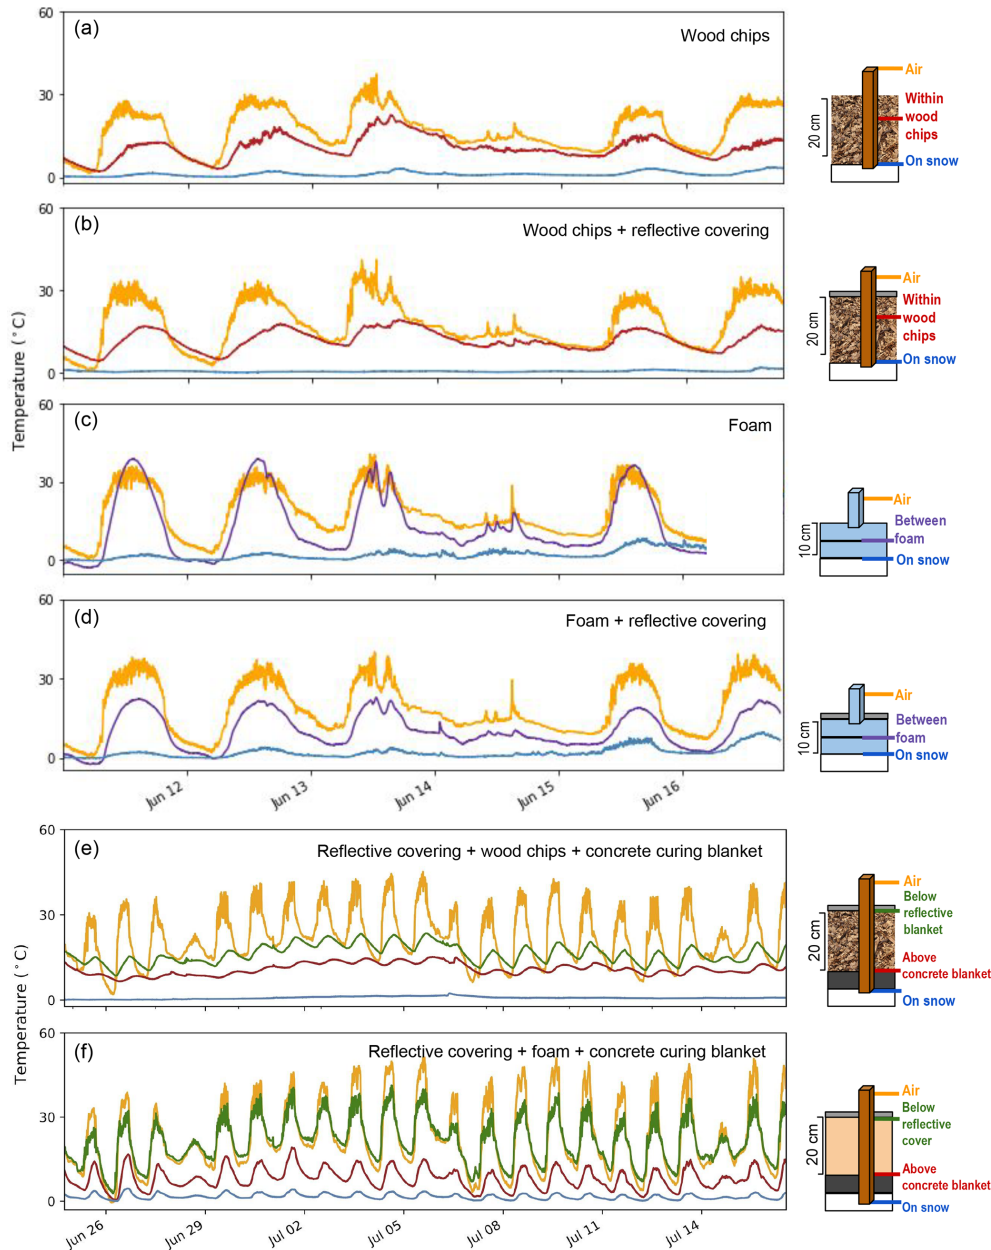 60
(a)
Wood chips
30
0
Air
Within
wood
chips
20 cm
On snow
60
(b)
Wood chips + reflective covering
30
0
Air
Within
wood
chips
20 cm
On snow
Temperature (°C)
60
(c)
Foam
30
0
Air
Between
foam
10 cm
On snow
60
(d)
Foam + reflective covering
30
0
Air
Between
foam
10 cm
On snow
Jun 12
Jun 13
Jun 14
Jun 15
Jun 16
60
(e)
Reflective covering + wood chips + concrete curing blanket
30
0
Air
Below
reflective
blanket
20 cm
Above
concrete blanket
On snow
Temperature (°C)
60
(f)
Reflective covering + foam + concrete curing blanket
30
0
Air
Below
reflective
cover
20 cm
Above
concrete blanket
On snow
Jun 26
Jun 29
Jul 02
Jul 05
Jul 08
Jul 11
Jul 14